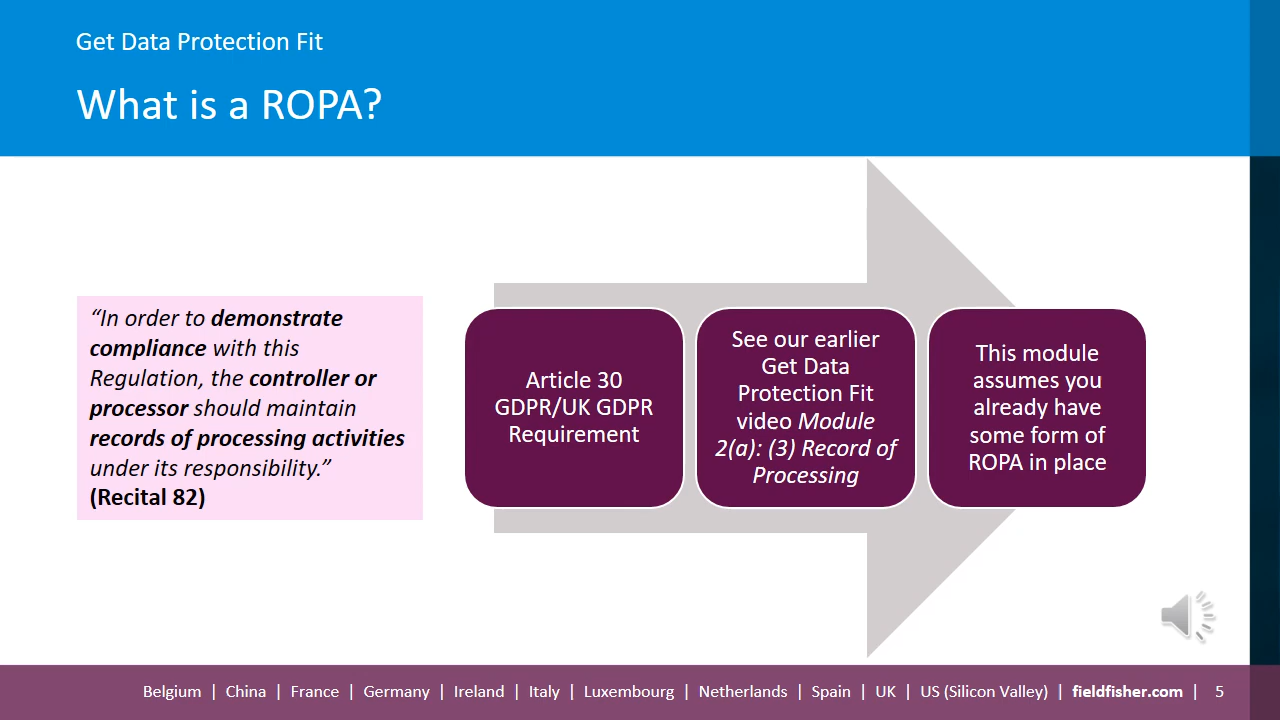 Get Data Protection Fit
What is a ROPA?
“In order to demonstrate
compliance with this
Regulation, the controller or
processor should maintain
records of processing activities
under its responsibility.”
(Recital 82)
Article 30
GDPR/UK GDPR
Requirement
See our earlier
Get Data
Protection Fit
video Module
2(a): (3) Record of
Processing
This module
assumes you
already have
some form of
ROPA in place
Belgium | China | France | Germany | Ireland | Italy | Luxembourg | Netherlands | Spain | UK | US (Silicon Valley) | fieldfisher.com | 5